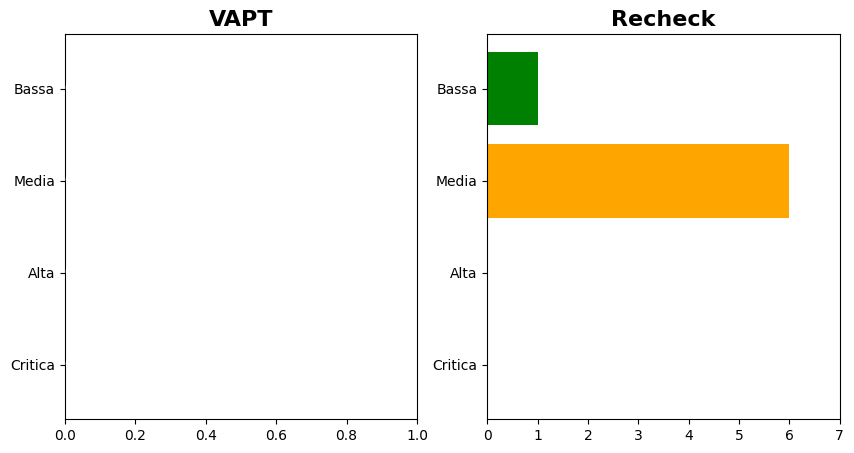 VAPT
Bassa
Media
Alta
Critica
0.0 0.2 0.4 0.6 0.8 1.0
Recheck
Bassa
Media
Alta
Critica
0 1 2 3 4 5 6 7